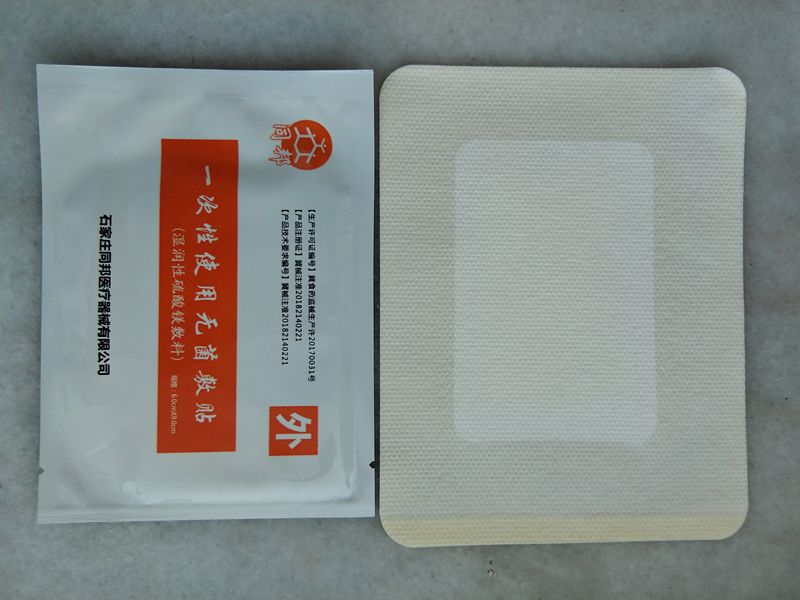 同邦
【生产许可证编号】冀食药监械生产许20170031号
【产品注册证】冀械注准20182140221
【产品技术要求编号】冀械注准20182140221
外
一次性使用无菌敷贴
(湿润性硫酸镁敷料)
规格：6.0cmX9.0cm
石家庄同邦医疗器械有限公司